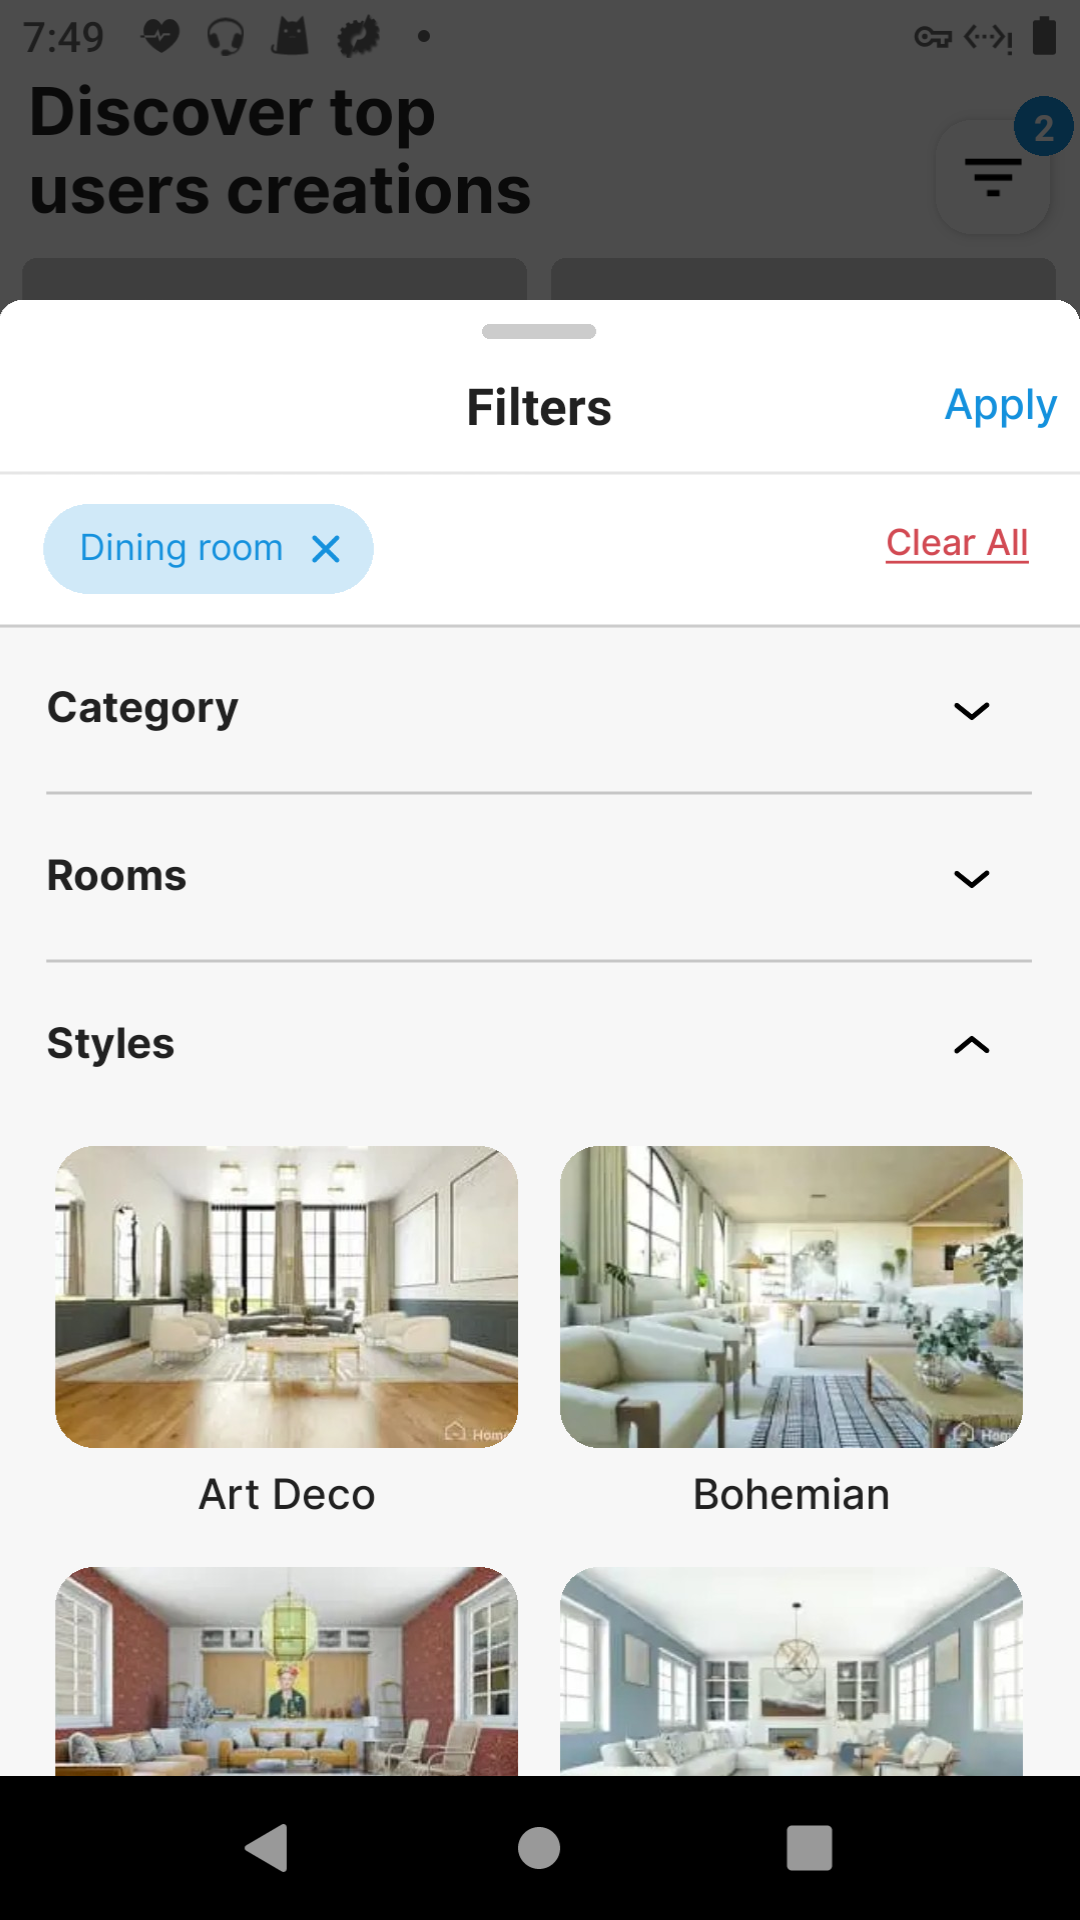 7:49
Discover top
users creations
2
Filters
Apply
Dining room
Clear All
Category
Rooms
Styles
Art Deco
Bohemian